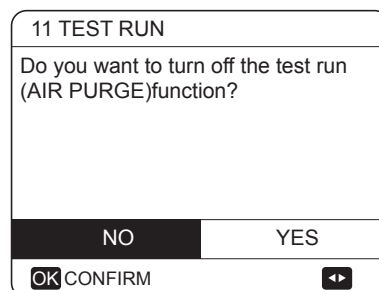 11 TEST RUN
Do you want to turn off the test run
(AIR PURGE)function?
NO YES
OK CONFIRM